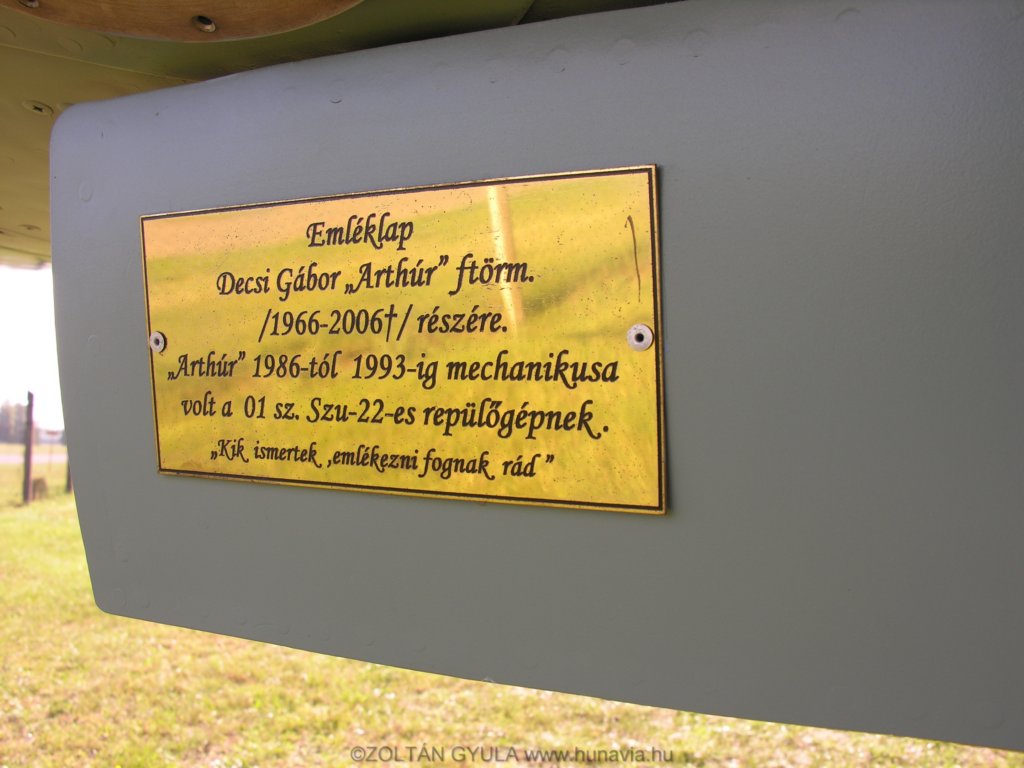 Emléklap
Decsi Gábor „Arthúr” ftörm.
/1966-2006†/ részére.
„Arthúr” 1986-tól 1993-ig mechanikusa
volt a 01 sz. Szu-22-es repülőgépnek.
„Kik ismertek ,emlékezni fognak rád”
©ZOLTÁN GYULA www.hunavia.hu